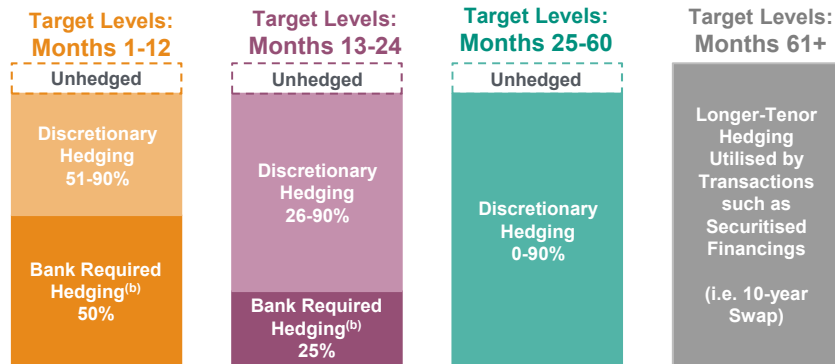 Target Levels:
Months 1-12
Unhedged
Discretionary
Hedging
51-90%
Bank Required
Hedging(b)
50%
Target Levels:
Months 13-24
Unhedged
Discretionary
Hedging
26-90%
Bank Required
Hedging(b)
25%
Target Levels:
Months 25-60
Unhedged
Discretionary
Hedging
0-90%
Target Levels:
Months 61+
Longer-Tenor
Hedging
Utilised by
Transactions
such as
Securitised
Financings
(i.e. 10-year
Swap)